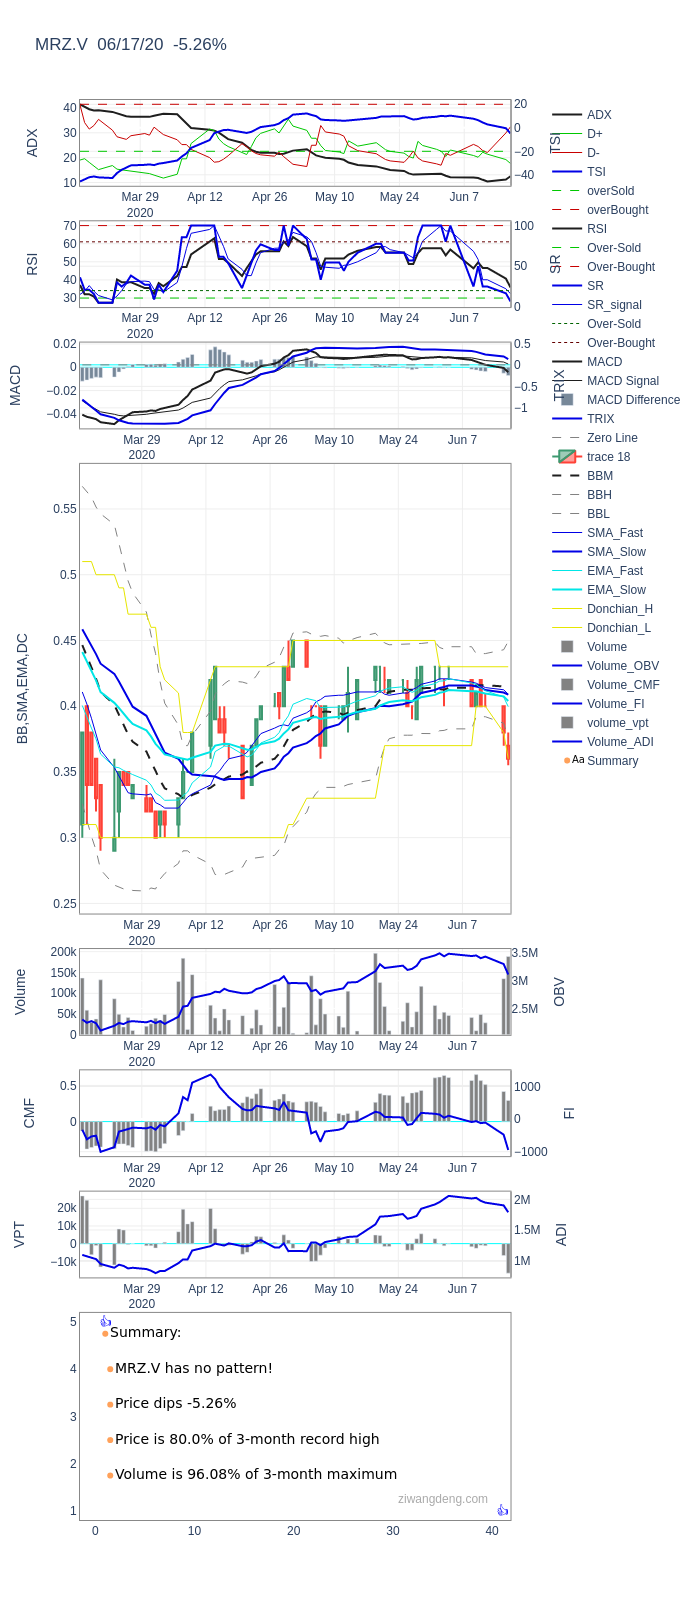 MRZ.V 06/17/20 -5.26%
ADX
40
30
20
10
20
0
−20
−40
TSI
Mar 29
2020
Apr 12
Apr 26
May 10
May 24
Jun 7
RSI
70
60
50
40
30
100
50
0
SR
Mar 29
2020
Apr 12
Apr 26
May 10
May 24
Jun 7
MACD
0.02
0
−0.02
−0.04
0.5
0
−0.5
−1
TRIX
Mar 29
2020
Apr 12
Apr 26
May 10
May 24
Jun 7
BB,SMA,EMA,DC
0.55
0.5
0.45
0.4
0.35
0.3
0.25
Mar 29
2020
Apr 12
Apr 26
May 10
May 24
Jun 7
Volume
200k
150k
100k
50k
0
3.5M
3M
2.5M
OBV
Mar 29
2020
Apr 12
Apr 26
May 10
May 24
Jun 7
CMF
0.5
0
1000
0
−1000
FI
Mar 29
2020
Apr 12
Apr 26
May 10
May 24
Jun 7
VPT
20k
10k
0
−10k
2M
1.5M
1M
ADI
Mar 29
2020
Apr 12
Apr 26
May 10
May 24
Jun 7
5
4
3
2
1
Summary:
MRZ.V has no pattern!
Price dips -5.26%
Price is 80.0% of 3-month record high
Volume is 96.08% of 3-month maximum
ziwangdeng.com
0
10
20
30
40
ADX
D+
D-
TSI
overSold
overBought
RSI
Over-Sold
Over-Bought
SR
SR_signal
Over-Sold
Over-Bought
MACD
MACD Signal
MACD Difference
TRIX
Zero Line
trace 18
BBM
BBH
BBL
SMA_Fast
SMA_Slow
EMA_Fast
EMA_Slow
Donchian_H
Donchian_L
Volume
Volume_OBV
Volume_CMF
Volume_FI
volume_vpt
Volume_ADI
Aa Summary